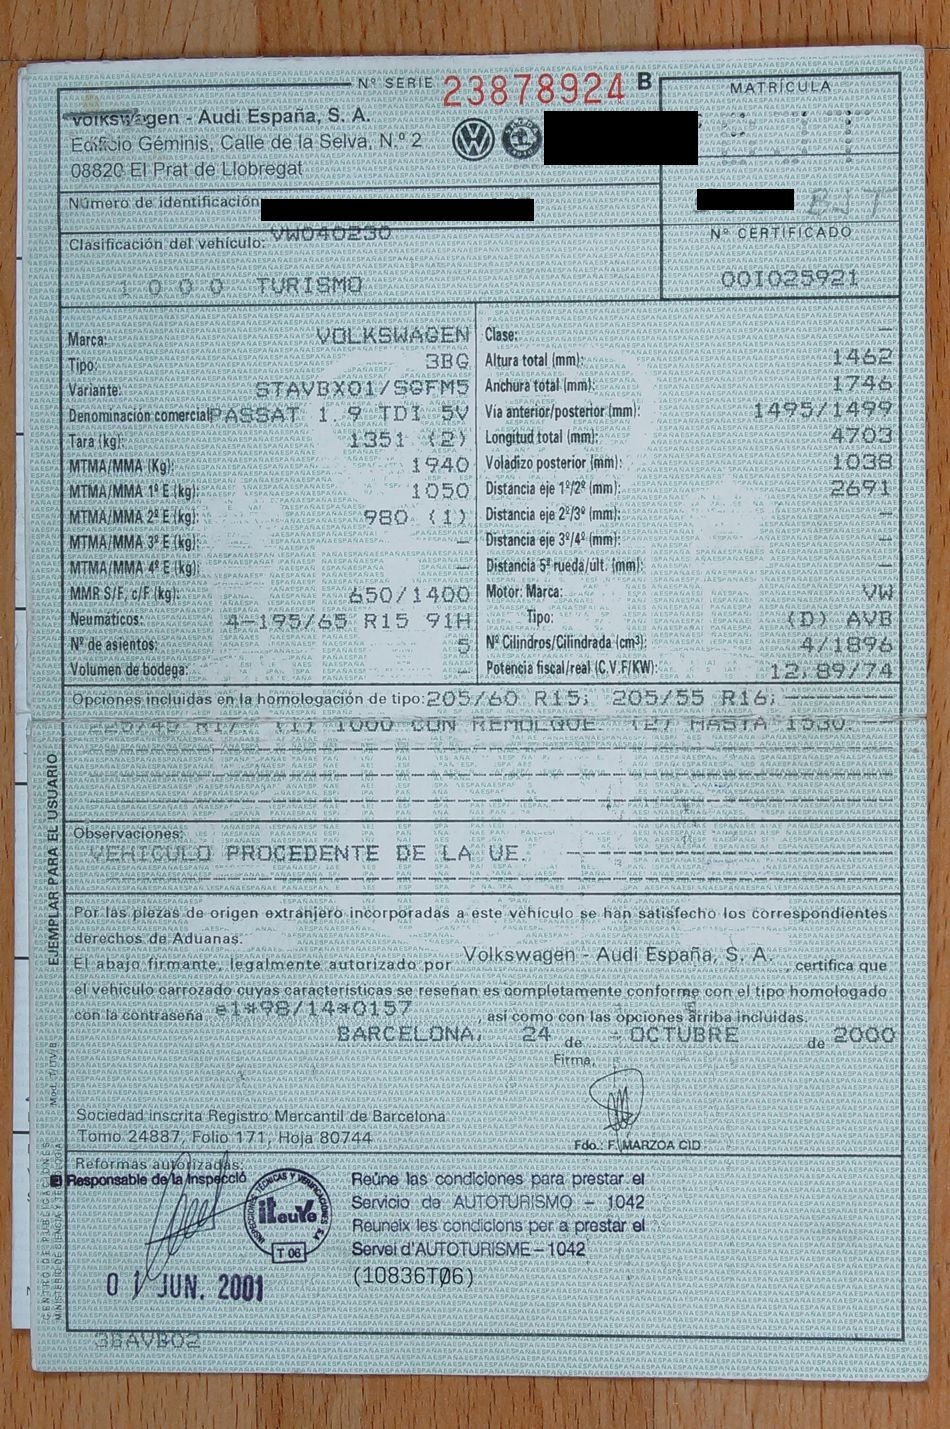 Nº SERIE 23878924 B
MATRÍCULA
Volkswagen - Audi España, S. A.
Edificio Géminis, Calle de la Selva, N.º 2
08820 El Prat de Llobregat
Número de identificación:
BJT
Clasificación del vehículo: VW040230
Nº CERTIFICADO
1000 TURISMO
00I025921
Marca: VOLKSWAGEN
Tipo: 3BG
Variante: STAVBX01/SGFM5
Denominación comercial: PASSAT 1.9 TDI 5V
Tara (kg): 1351 (2)
MTMA/MMA (Kg): 1940
MTMA/MMA 1º E (kg): 1050
MTMA/MMA 2º E (kg): 980 (1)
MTMA/MMA 3º E (kg): —
MTMA/MMA 4º E (kg): —
MMR S/F, c/F (kg): 650/1400
Neumáticos: 4-195/65 R15 91H
Nº de asientos: 5
Volumen de bodega: —
Clase: —
Altura total (mm): 1462
Anchura total (mm): 1746
Vía anterior/posterior (mm): 1495/1499
Longitud total (mm): 4703
Voladizo posterior (mm): 1038
Distancia eje 1º/2º (mm): 2691
Distancia eje 2º/3º (mm): —
Distancia eje 3º/4º (mm): —
Distancia 5ª rueda/ult. (mm): —
Motor: Marca: VW
Tipo: (D) AVB
Nº Cilindros/Cilindrada (cm³): 4/1896
Potencia fiscal/real (C.V.F/KW): 12,89/74
Opciones incluidas en la homologación de tipo: 205/60 R15; 205/55 R16;
225/45 R17 (1) 1000 CON REMOLQUE (2) HASTA 1530.
Observaciones:
VEHICULO PROCEDENTE DE LA UE.
Por las piezas de origen extranjero incorporadas a este vehículo se han satisfecho los correspondientes
derechos de Aduanas.
El abajo firmante, legalmente autorizado por Volkswagen - Audi España, S. A. , certifica que
el vehículo carrozado cuyas características se reseñan es completamente conforme con el tipo homologado
con la contraseña e1*98/14*0157 , así como con las opciones arriba incluidas.
BARCELONA, 24 de OCTUBRE de 2000
Firma,
Sociedad inscrita Registro Mercantil de Barcelona
Tomo 24887, Folio 171, Hoja 80744
Fdo.: F. MARZOA CID
Reformas autorizadas:
Responsable de la Inspecció
INSPECCIONES TÉCNICAS Y VERIFICACIONES S.A.
iteuve
T 06
0 1 JUN. 2001
Reúne las condiciones para prestar el
Servicio de AUTOTURISMO - 1042
Reuneix les condicions per a prestar el
Servei d'AUTOTURISME - 1042
(10836T06)
3BAVB02
EJEMPLAR PARA EL USUARIO